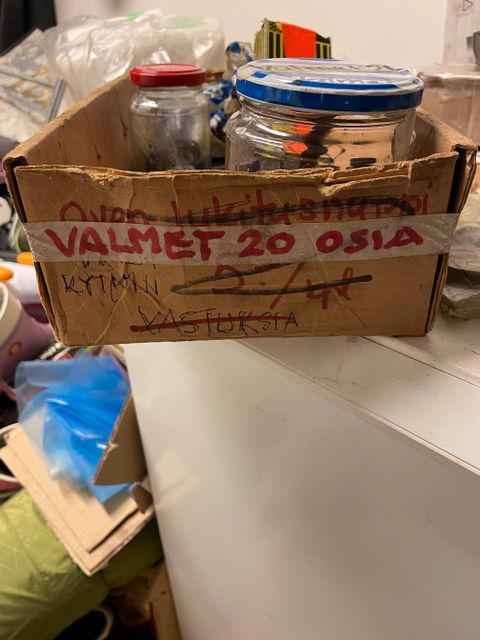 Oven lukitusnuppi
VALMET 20 OSIA
KYTKIN
VASTUKSIA